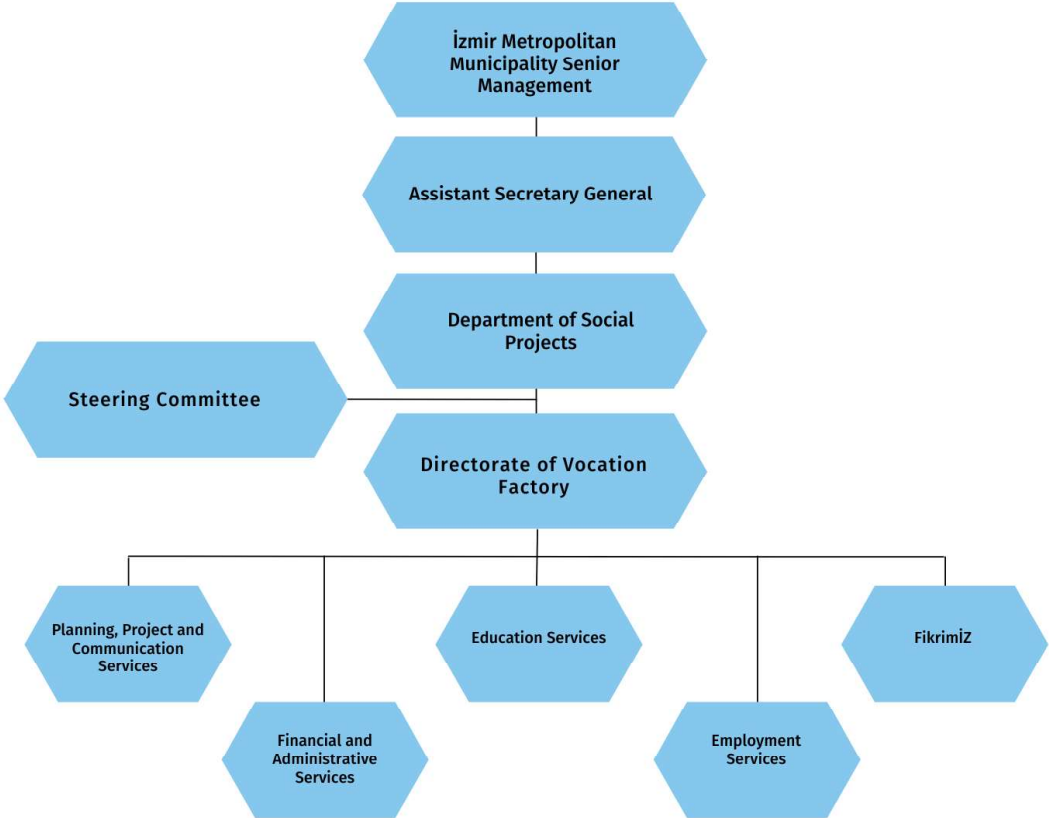 İzmir Metropolitan
Municipality Senior
Management
Assistant Secretary General
Department of Social
Projects
Steering Committee
Directorate of Vocation
Factory
Planning, Project and
Communication
Services
Education Services
FikrimİZ
Financial and
Administrative
Services
Employment
Services